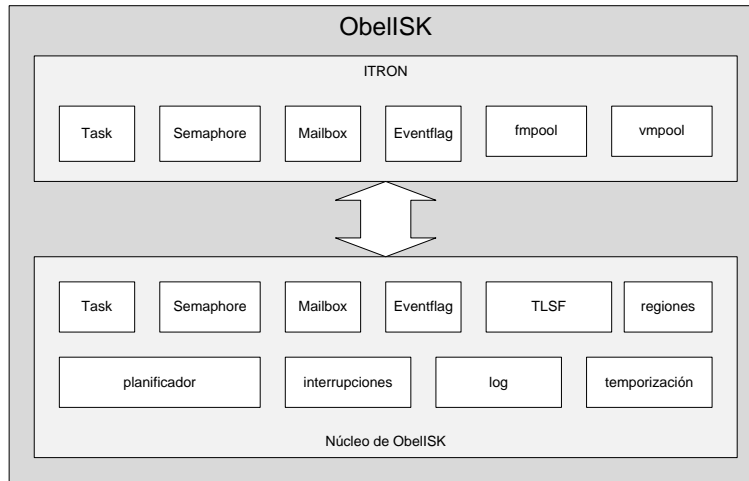 ObelISK
ITRON
Task Semaphore Mailbox Eventflag fmpool vmpool
Task Semaphore Mailbox Eventflag TLSF regiones
planificador interrupciones log temporización
Núcleo de ObelISK